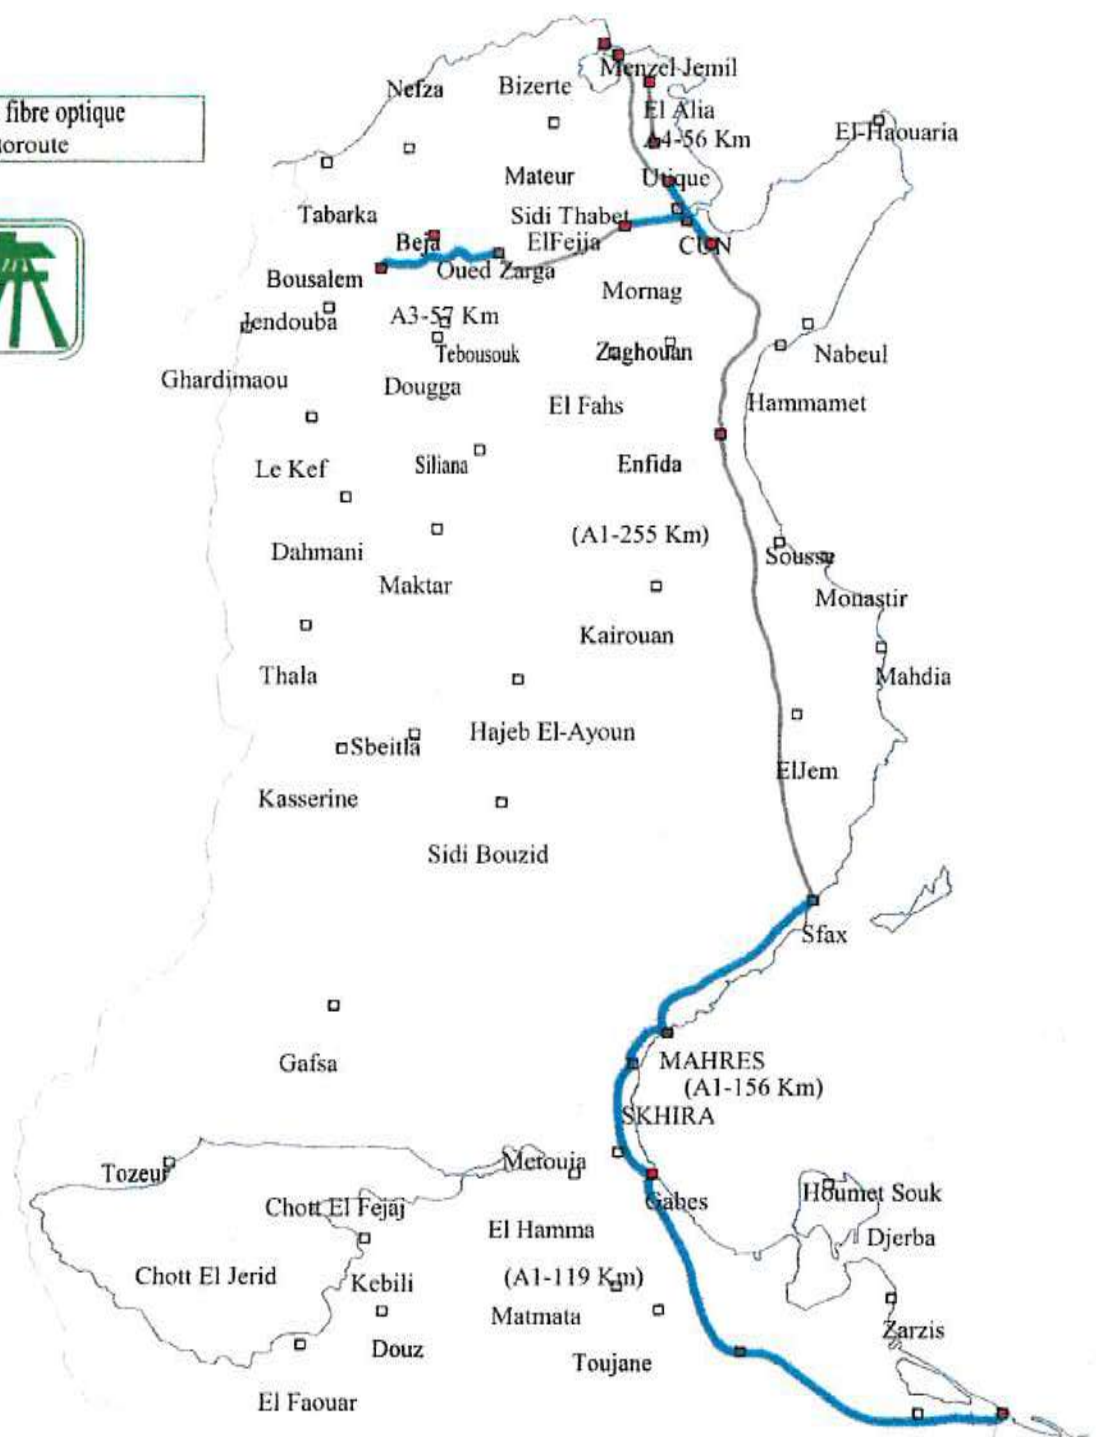 fibre optique
toroute
Menzel Jemil
Nefza
Bizerte
El Alia
A4-56 Km
El-Haouaria
Mateur
Utique
Tabarka
Sidi Thabet
Beja
ElFejja
CUN
Oued Zarga
Bousalem
Mornag
Jendouba
A3-57 Km
Tebousouk
Zaghouan
Nabeul
Ghardimaou
Dougga
El Fahs
Hammamet
Le Kef
Siliana
Enfida
(A1-255 Km)
Dahmani
Sousse
Maktar
Monastir
Kairouan
Thala
Mahdia
Hajeb El-Ayoun
Sbeitla
ElJem
Kasserine
Sidi Bouzid
Sfax
Gafsa
MAHRES
(A1-156 Km)
SKHIRA
Metouia
Tozeur
Houmet Souk
Gabes
Chott El Fejaj
El Hamma
Djerba
Chott El Jerid
Kebili
(A1-119 Km)
Matmata
Zarzis
Douz
Toujane
El Faouar